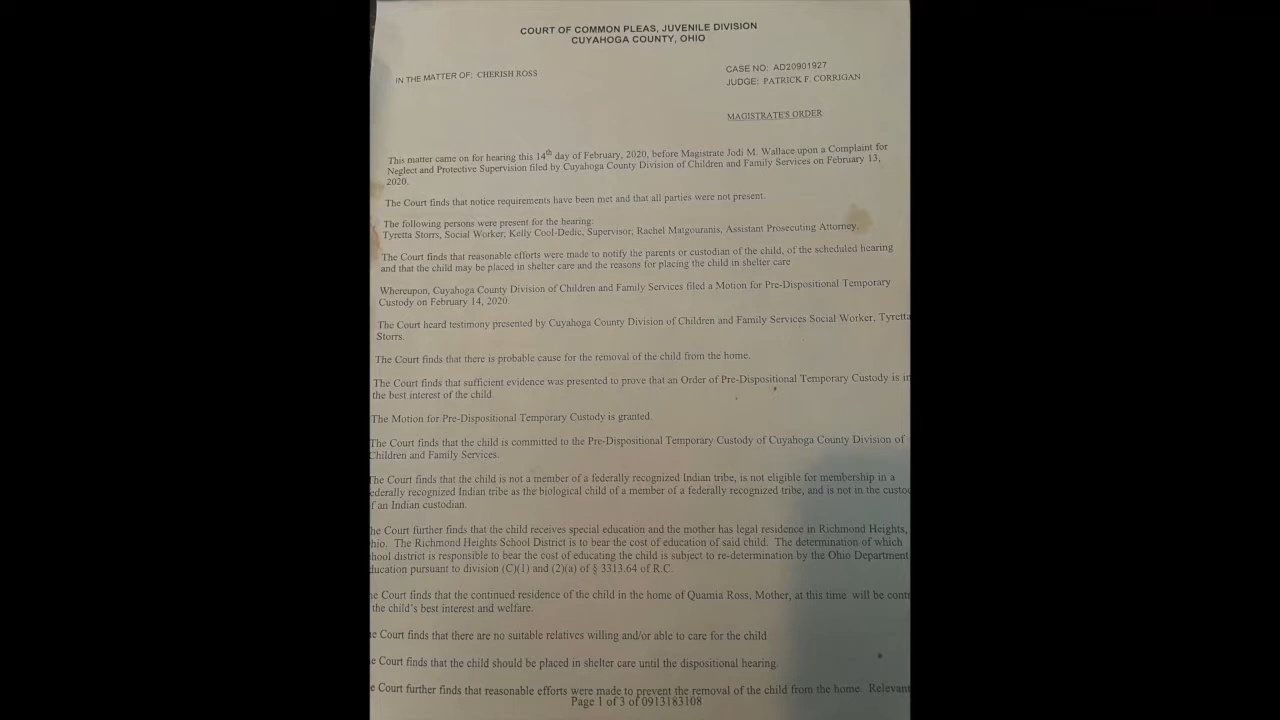 COURT OF COMMON PLEAS, JUVENILE DIVISION
CUYAHOGA COUNTY, OHIO
IN THE MATTER OF: CHERISH ROSS
CASE NO: AD20901927
JUDGE: PATRICK F. CORRIGAN
MAGISTRATE'S ORDER
This matter came on for hearing this 14th day of February, 2020, before Magistrate Jodi M. Wallace upon a Complaint for
Neglect and Protective Supervision filed by Cuyahoga County Division of Children and Family Services on February 13,
2020.
The Court finds that notice requirements have been met and that all parties were not present.
The following persons were present for the hearing:
Tyretta Storrs, Social Worker; Kelly Cool-Dedic, Supervisor; Rachel Matgouranis, Assistant Prosecuting Attorney.
The Court finds that reasonable efforts were made to notify the parents or custodian of the child, of the scheduled hearing
and that the child may be placed in shelter care and the reasons for placing the child in shelter care
Whereupon, Cuyahoga County Division of Children and Family Services filed a Motion for Pre-Dispositional Temporary
Custody on February 14, 2020.
The Court heard testimony presented by Cuyahoga County Division of Children and Family Services Social Worker, Tyretta
Storrs.
The Court finds that there is probable cause for the removal of the child from the home.
The Court finds that sufficient evidence was presented to prove that an Order of Pre-Dispositional Temporary Custody is in
the best interest of the child.
The Motion for Pre-Dispositional Temporary Custody is granted.
The Court finds that the child is committed to the Pre-Dispositional Temporary Custody of Cuyahoga County Division of
Children and Family Services.
The Court finds that the child is not a member of a federally recognized Indian tribe, is not eligible for membership in a
ederally recognized Indian tribe as the biological child of a member of a federally recognized tribe, and is not in the custo
f an Indian custodian.
he Court further finds that the child receives special education and the mother has legal residence in Richmond Heights,
hio. The Richmond Heights School District is to bear the cost of education of said child. The determination of which
hool district is responsible to bear the cost of educating the child is subject to re-determination by the Ohio Department
ducation pursuant to division (C)(1) and (2)(a) of § 3313.64 of R.C.
e Court finds that the continued residence of the child in the home of Quamia Ross, Mother, at this time will be contr
the child's best interest and welfare.
e Court finds that there are no suitable relatives willing and/or able to care for the child
e Court finds that the child should be placed in shelter care until the dispositional hearing.
e Court further finds that reasonable efforts were made to prevent the removal of the child from the home. Relevant
Page 1 of 3 of 0913183108